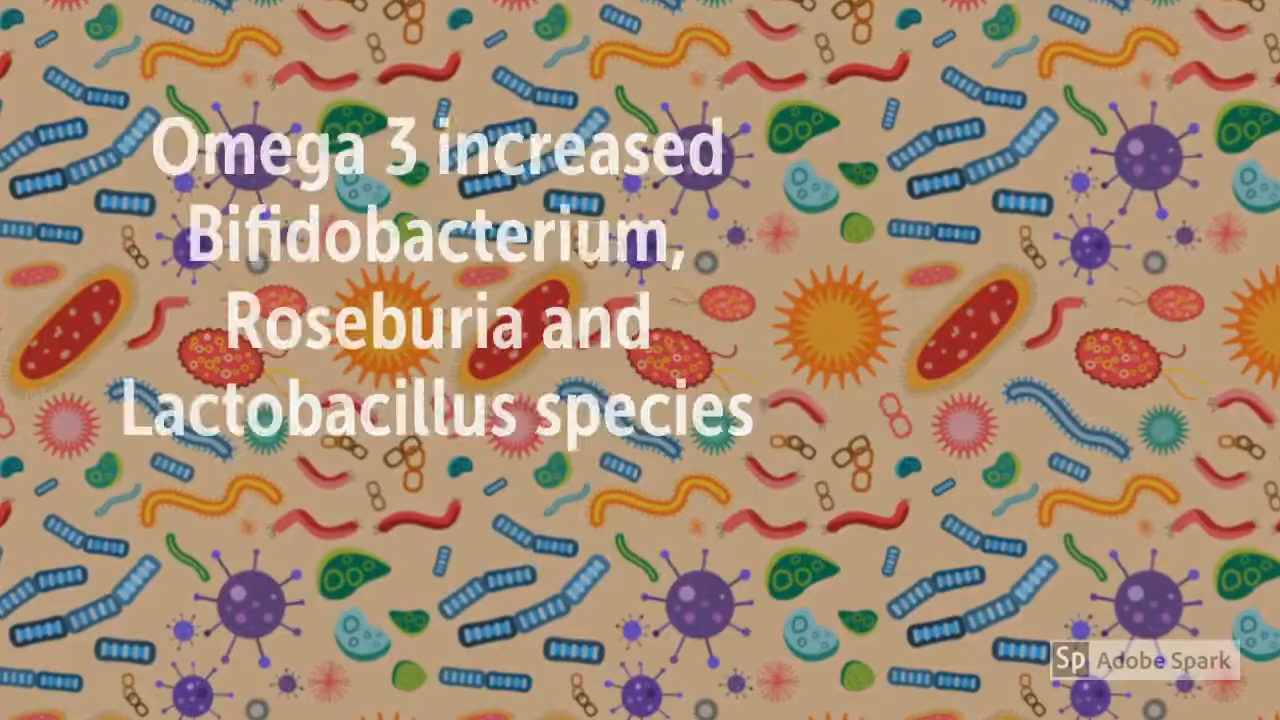 Omega 3 increased
Bifidobacterium,
Roseburia and
Lactobacillus species
Sp Adobe Spark